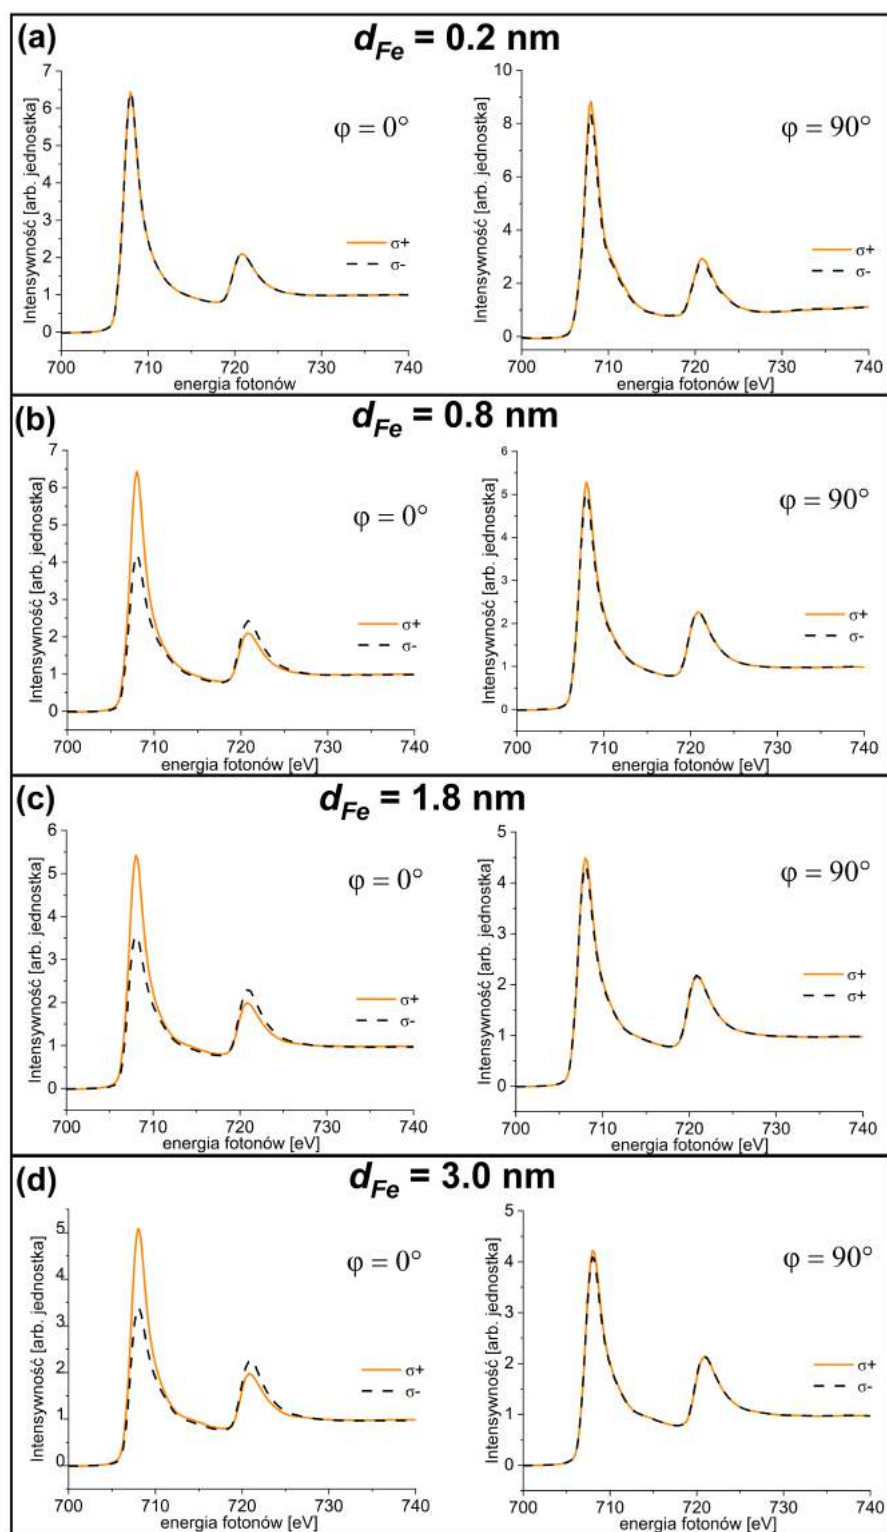 (a) d_Fe = 0.2 nm
Intensywność [arb. jednostka]
7
6
5
4
3
2
1
0
φ = 0°
σ+
σ-
700 710 720 730 740
energia fotonów [eV]
Intensywność [arb. jednostka]
10
8
6
4
2
0
φ = 90°
σ+
σ-
700 710 720 730 740
energia fotonów [eV]
(b) d_Fe = 0.8 nm
Intensywność [arb. jednostka]
7
6
5
4
3
2
1
0
φ = 0°
σ+
σ-
700 710 720 730 740
energia fotonów [eV]
Intensywność [arb. jednostka]
6
5
4
3
2
1
0
φ = 90°
σ+
σ-
700 710 720 730 740
energia fotonów [eV]
(c) d_Fe = 1.8 nm
Intensywność [arb. jednostka]
6
5
4
3
2
1
0
φ = 0°
σ+
σ-
700 710 720 730 740
energia fotonów [eV]
Intensywność [arb. jednostka]
5
4
3
2
1
0
φ = 90°
σ+
σ+
700 710 720 730 740
energia fotonów [eV]
(d) d_Fe = 3.0 nm
Intensywność [arb. jednostka]
5
4
3
2
1
0
φ = 0°
σ+
σ-
700 710 720 730 740
energia fotonów [eV]
Intensywność [arb. jednostka]
5
4
3
2
1
0
φ = 90°
σ+
σ-
700 710 720 730 740
energia fotonów [eV]